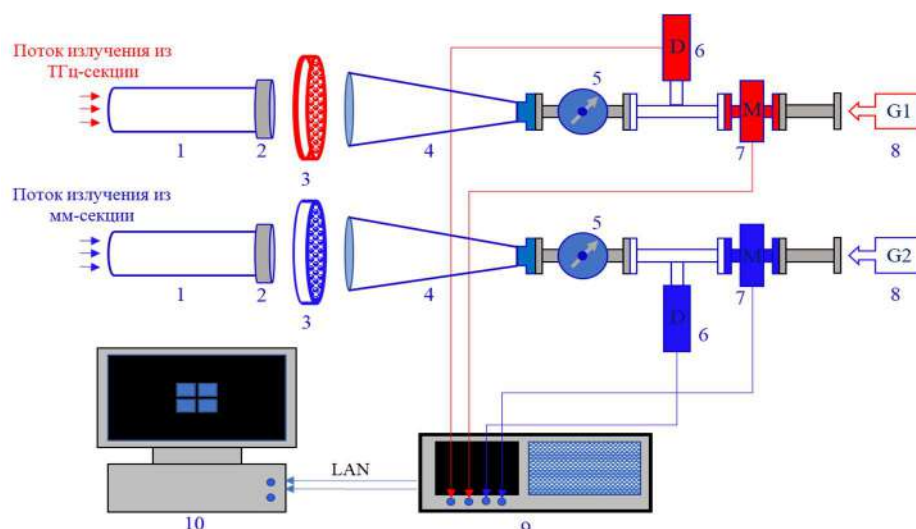 Поток излучения из
ТГц-секции
1
2
3
4
5
D
6
M
7
G1
8
Поток излучения из
мм-секции
1
2
3
4
5
D
6
M
7
G2
8
LAN
10
9